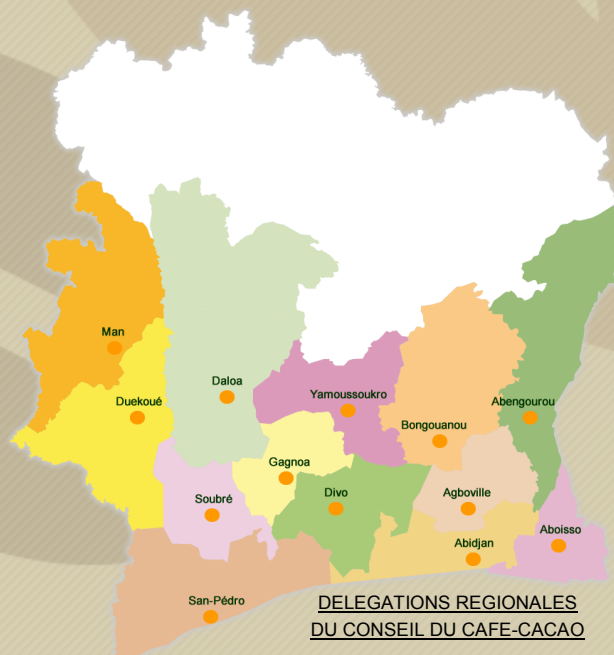 Man
Daloa
Duekoué
Yamoussoukro
Abengourou
Bongouanou
Gagnoa
Soubré
Divo
Agboville
Aboisso
Abidjan
San-Pédro
DELEGATIONS REGIONALES
DU CONSEIL DU CAFE-CACAO